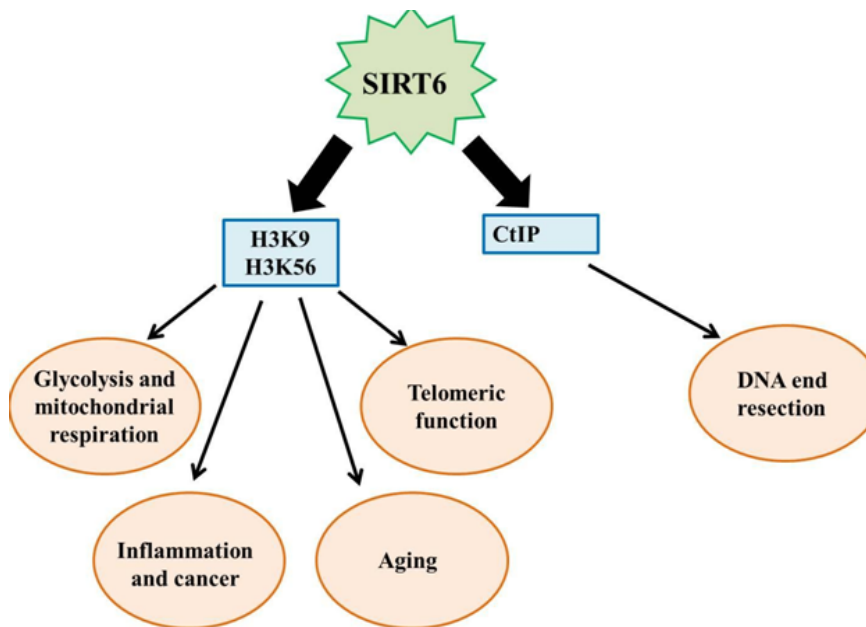 SIRT6
H3K9
H3K56
CtIP
Glycolysis and
mitochondrial
respiration
Telomeric
function
DNA end
resection
Inflammation
and cancer
Aging